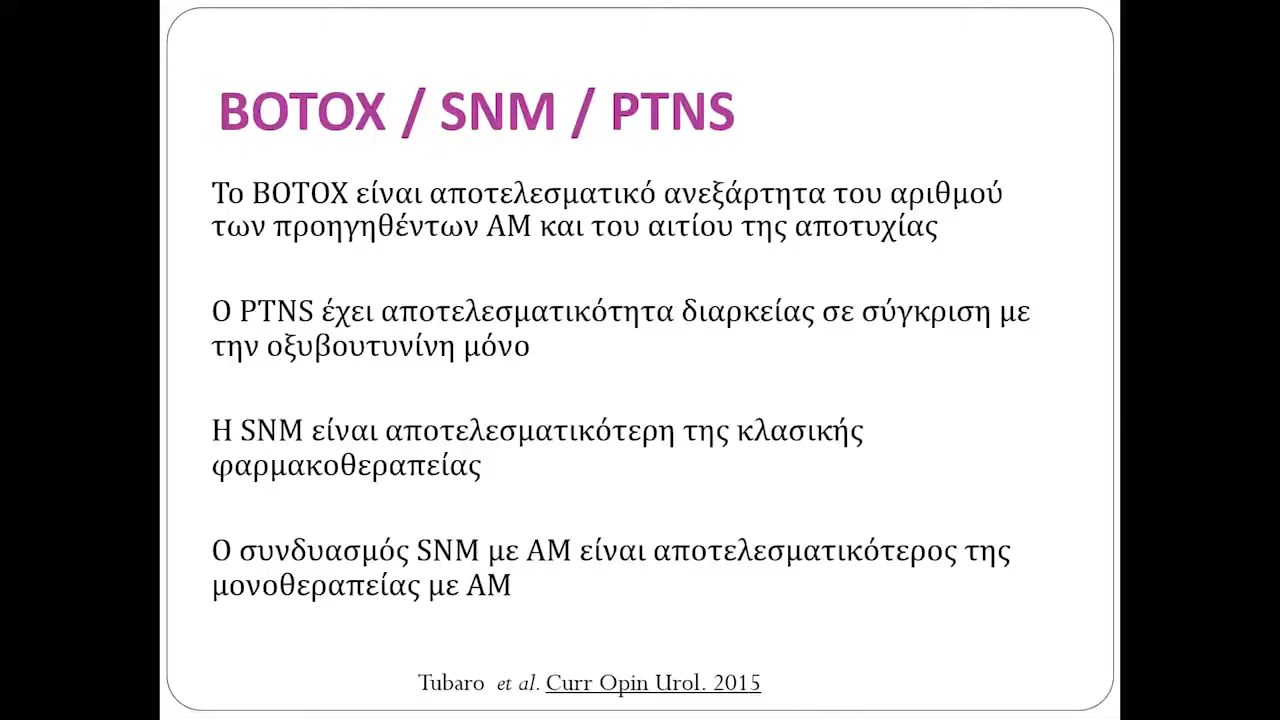 BOTOX / SNM / PTNS
Το BOTOX είναι αποτελεσματικό ανεξάρτητα του αριθμού
των προηγηθέντων ΑΜ και του αιτίου της αποτυχίας
Ο PTNS έχει αποτελεσματικότητα διαρκείας σε σύγκριση με
την οξυβουτυνίνη μόνο
Η SNM είναι αποτελεσματικότερη της κλασικής
φαρμακοθεραπείας
Ο συνδυασμός SNM με ΑΜ είναι αποτελεσματικότερος της
μονοθεραπείας με ΑΜ
Tubaro et al. Curr Opin Urol. 2015